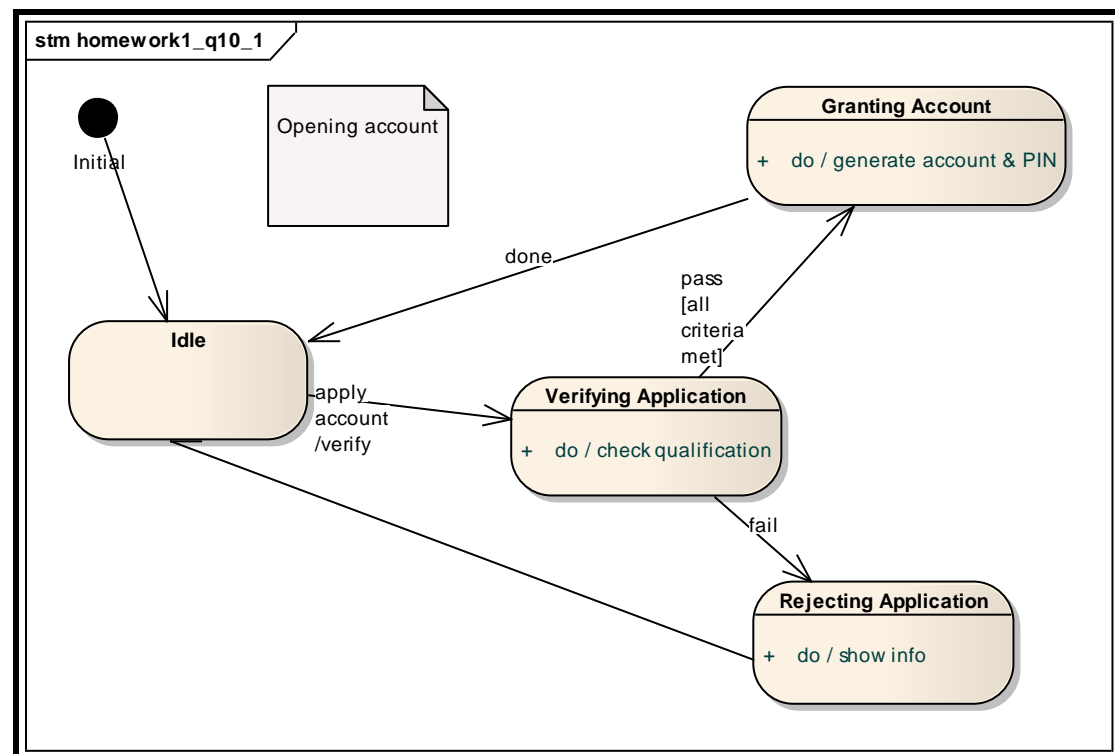 stm homework1_q10_1
Initial
Opening account
Granting Account
+ do / generate account & PIN
done
pass
[all
criteria
met]
Idle
apply
account
/verify
Verifying Application
+ do / check qualification
fail
Rejecting Application
+ do / show info